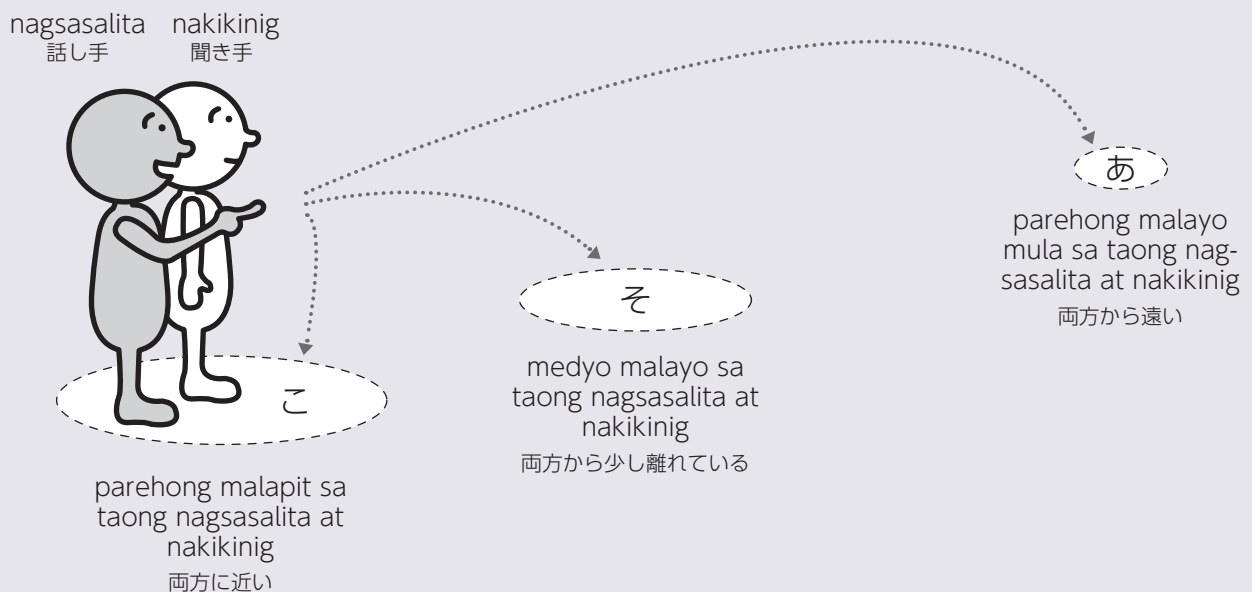 nagsasalita
話し手
nakikinig
聞き手
あ
parehong malayo
mula sa taong nag-
sasalita at nakikinig
両方から遠い
そ
medyo malayo sa
taong nagsasalita at
nakikinig
両方から少し離れている
こ
parehong malapit sa
taong nagsasalita at
nakikinig
両方に近い